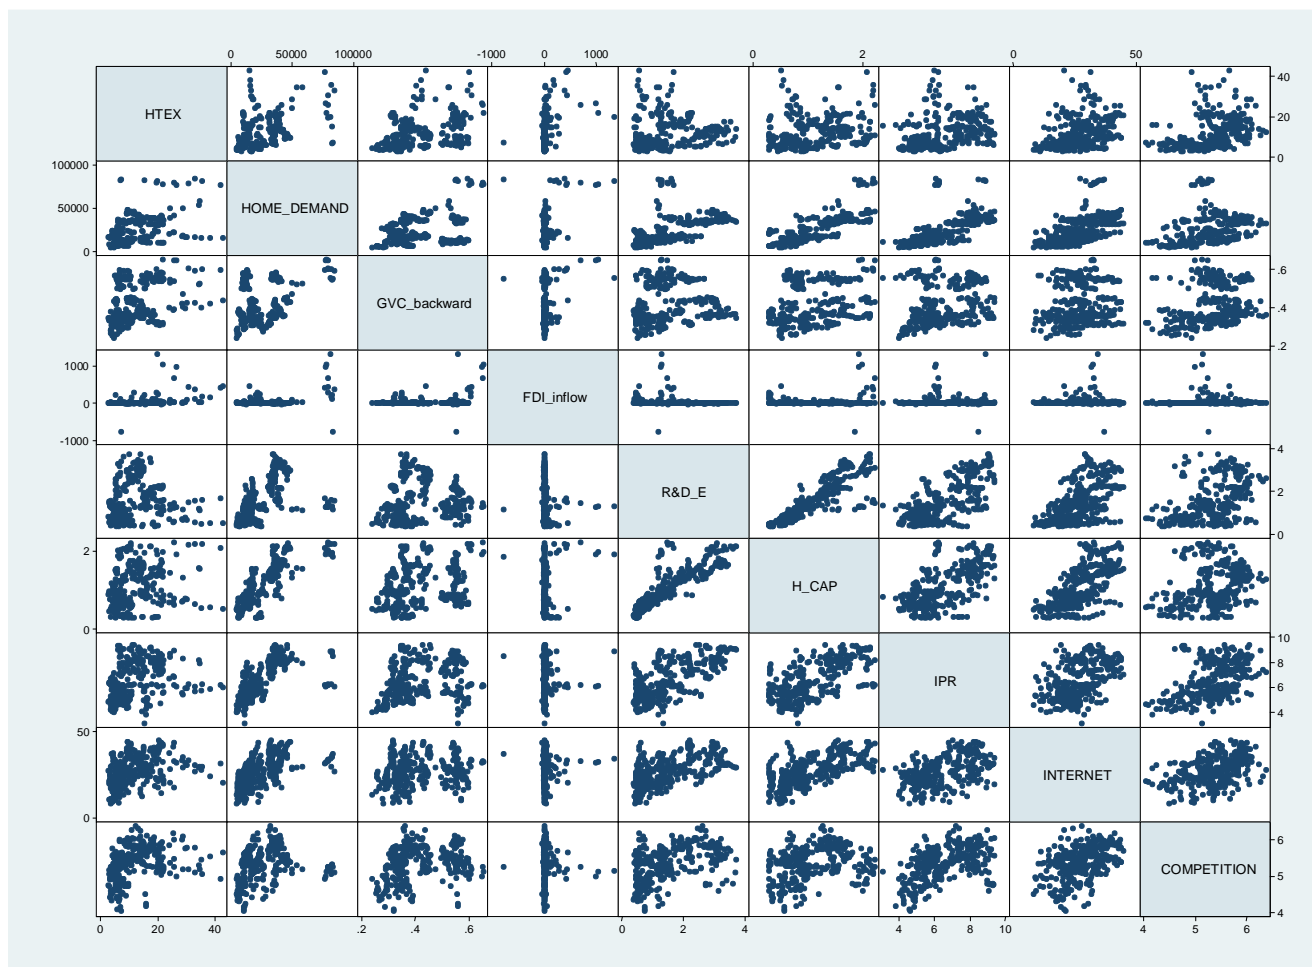 0 50000 100000 -1000 0 1000 0 2 0 50
HTEX
40
20
0
100000
50000
0
HOME_DEMAND
GVC_backward
.6
.4
.2
1000
0
-1000
FDI_inflow
R&D_E
4
2
0
2
0
H_CAP
IPR
10
8
6
4
50
0
INTERNET
COMPETITION
6
5
4
0 20 40 .2 .4 .6 0 2 4 4 6 8 10 4 5 6